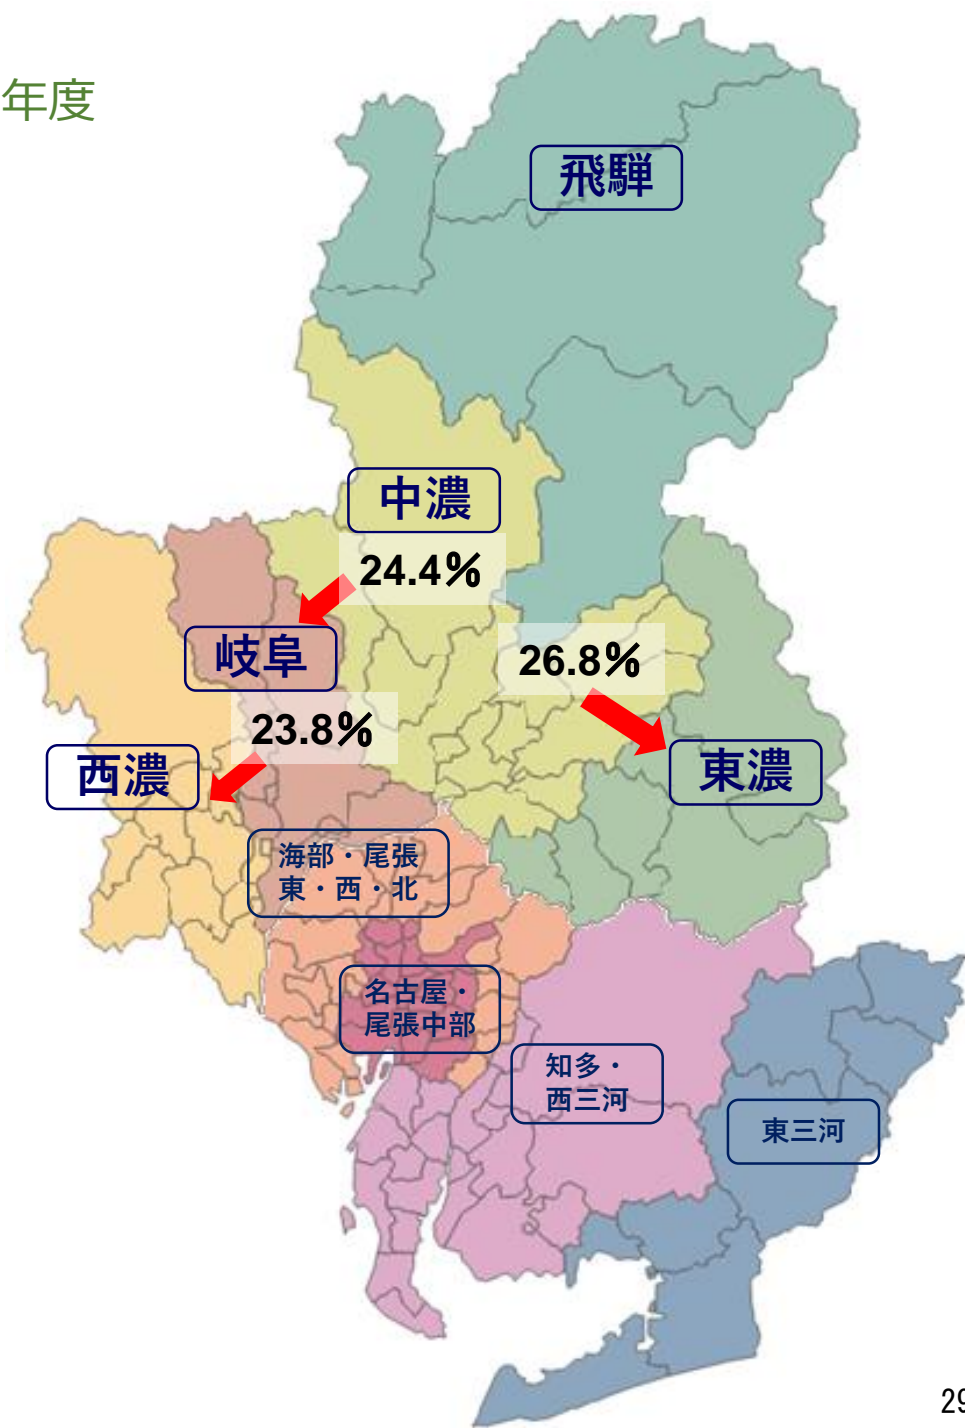 年度
飛騨
中濃
24.4%
岐阜
26.8%
23.8%
西濃
東濃
海部・尾張
東・西・北
名古屋・
尾張中部
知多・
西三河
東三河
29